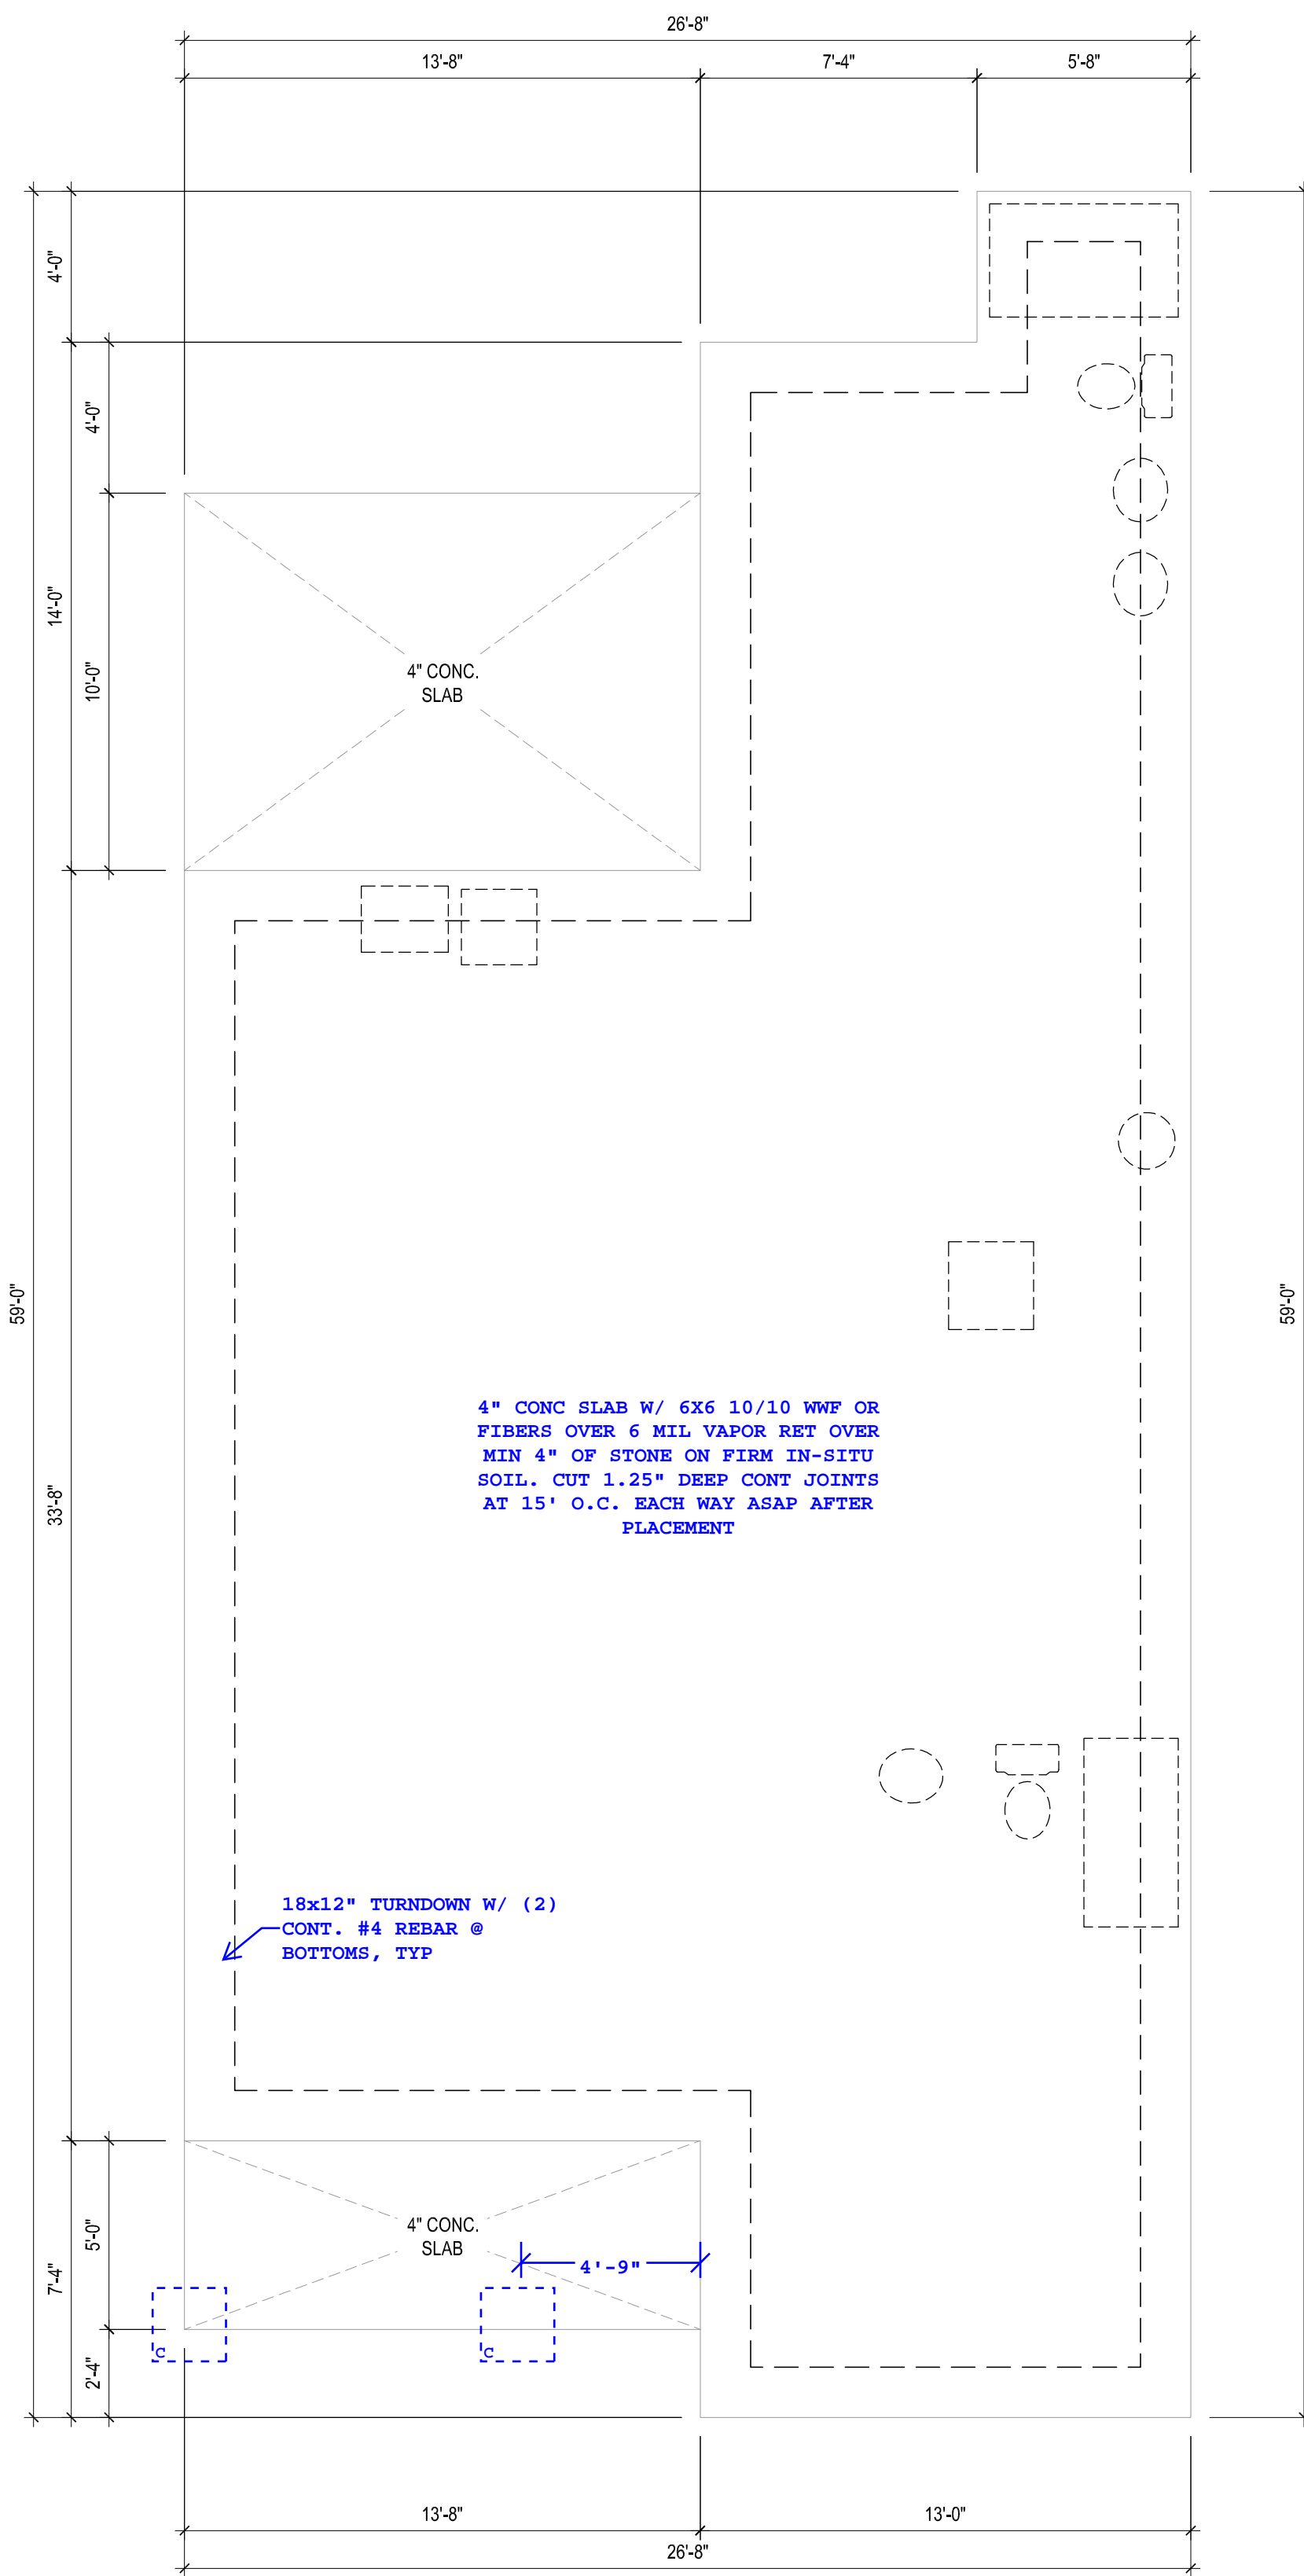 26'-8"
13'-8"
7'-4"
5'-8"
4'-0"
4'-0"
14'-0"
10'-0"
4" CONC.
SLAB
59'-0"
59'-0"
33'-8"
4" CONC SLAB W/ 6X6 10/10 WWF OR
FIBERS OVER 6 MIL VAPOR RET OVER
MIN 4" OF STONE ON FIRM IN-SITU
SOIL. CUT 1.25" DEEP CONT JOINTS
AT 15' O.C. EACH WAY ASAP AFTER
PLACEMENT
18x12" TURNDOWN W/ (2)
CONT. #4 REBAR @
BOTTOMS, TYP
7'-4"
5'-0"
4" CONC.
SLAB
4'-9"
C
C
2'-4"
13'-8"
13'-0"
26'-8"